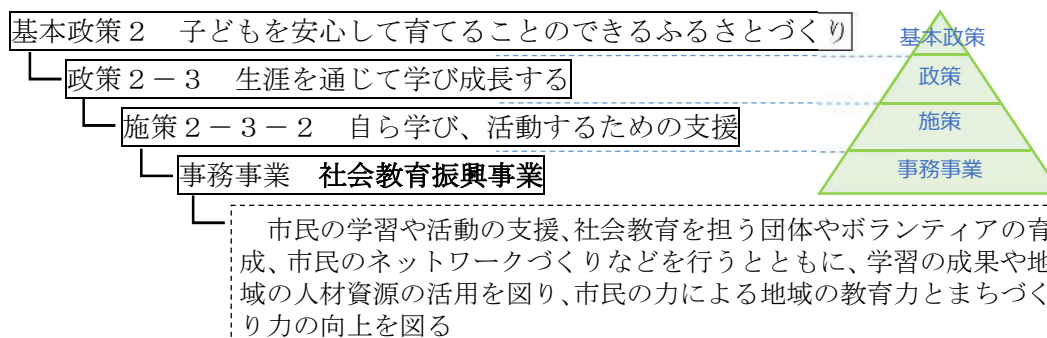 基本政策２　子どもを安心して育てることのできるふるさとづくり
政策２－３　生涯を通じて学び成長する
施策２－３－２　自ら学び、活動するための支援
事務事業　社会教育振興事業
市民の学習や活動の支援、社会教育を担う団体やボランティアの育
成、市民のネットワークづくりなどを行うとともに、学習の成果や地
域の人材資源の活用を図り、市民の力による地域の教育力とまちづく
り力の向上を図る
基本政策
政策
施策
事務事業